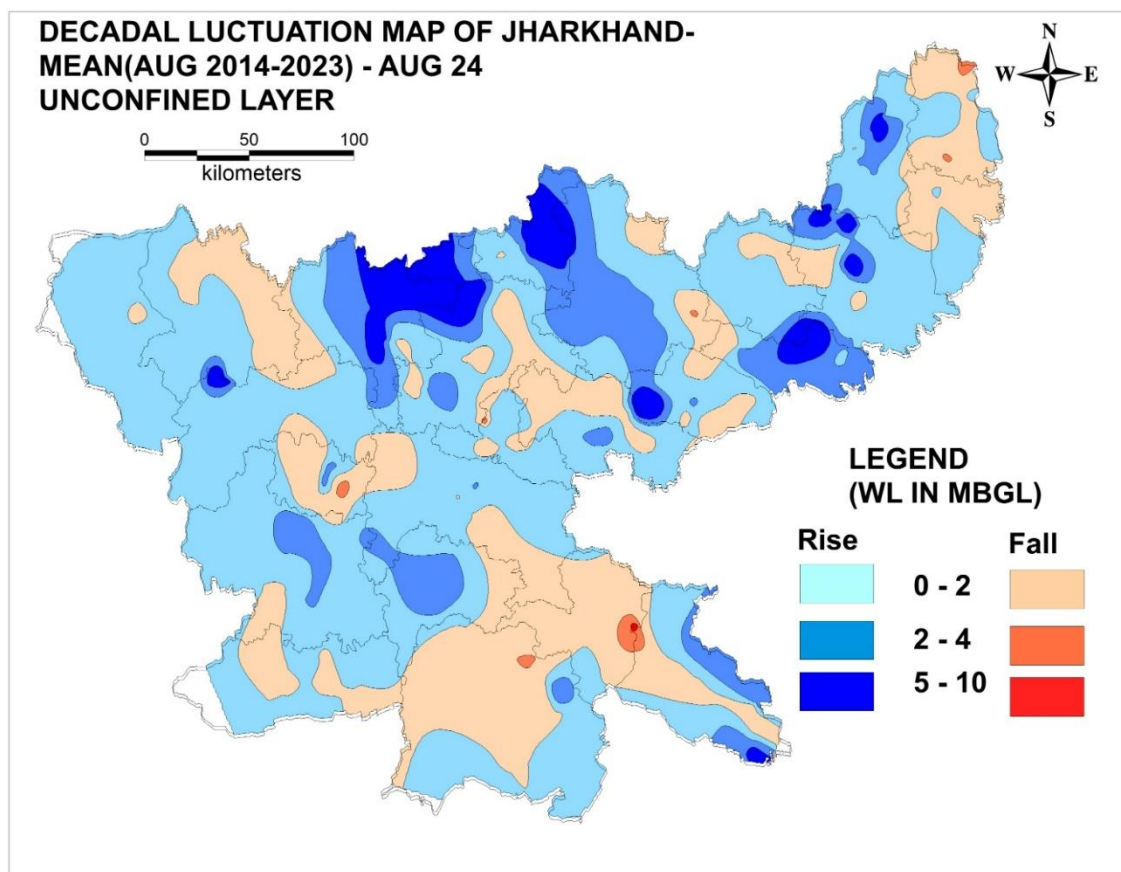 DECADAL LUCTUATION MAP OF JHARKHAND-
MEAN(AUG 2014-2023) - AUG 24
UNCONFINED LAYER
0 50 100
kilometers
N
W E
S
LEGEND
(WL IN MBGL)
Rise Fall
0 - 2
2 - 4
5 - 10